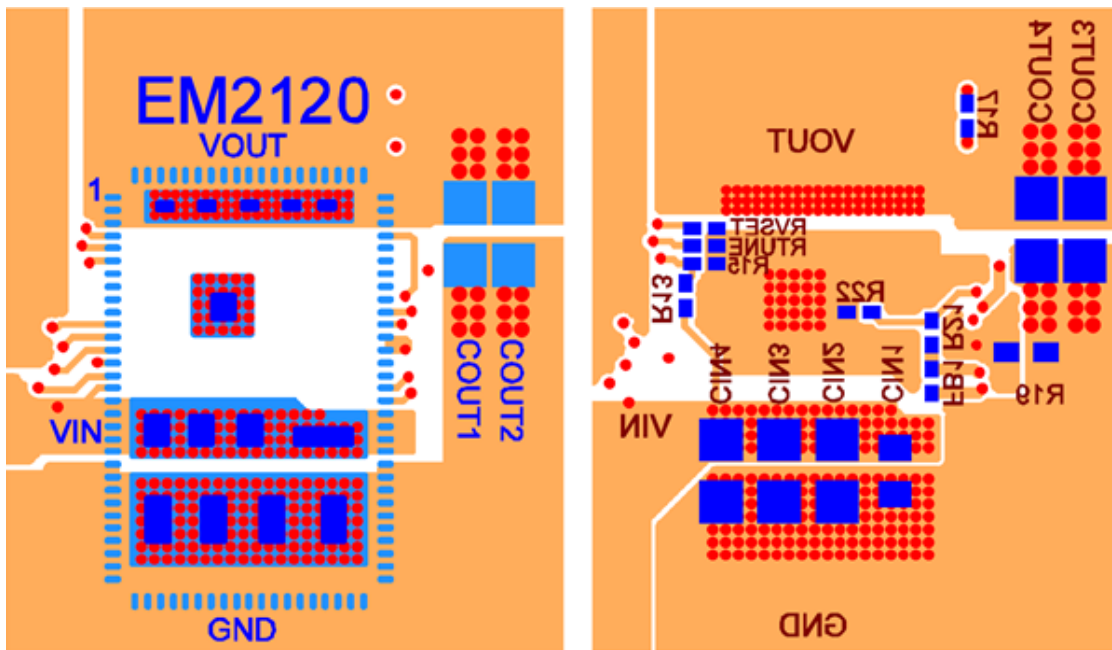 EM2120
VOUT
1
COUT1
COUT2
VIN
GND
COUT4
COUT3
R17
VOUT
RVSET
RTUNE
R15
R13
R22
R21
CIN4
CIN3
CIN2
CIN1
FB1
R19
VIN
GND